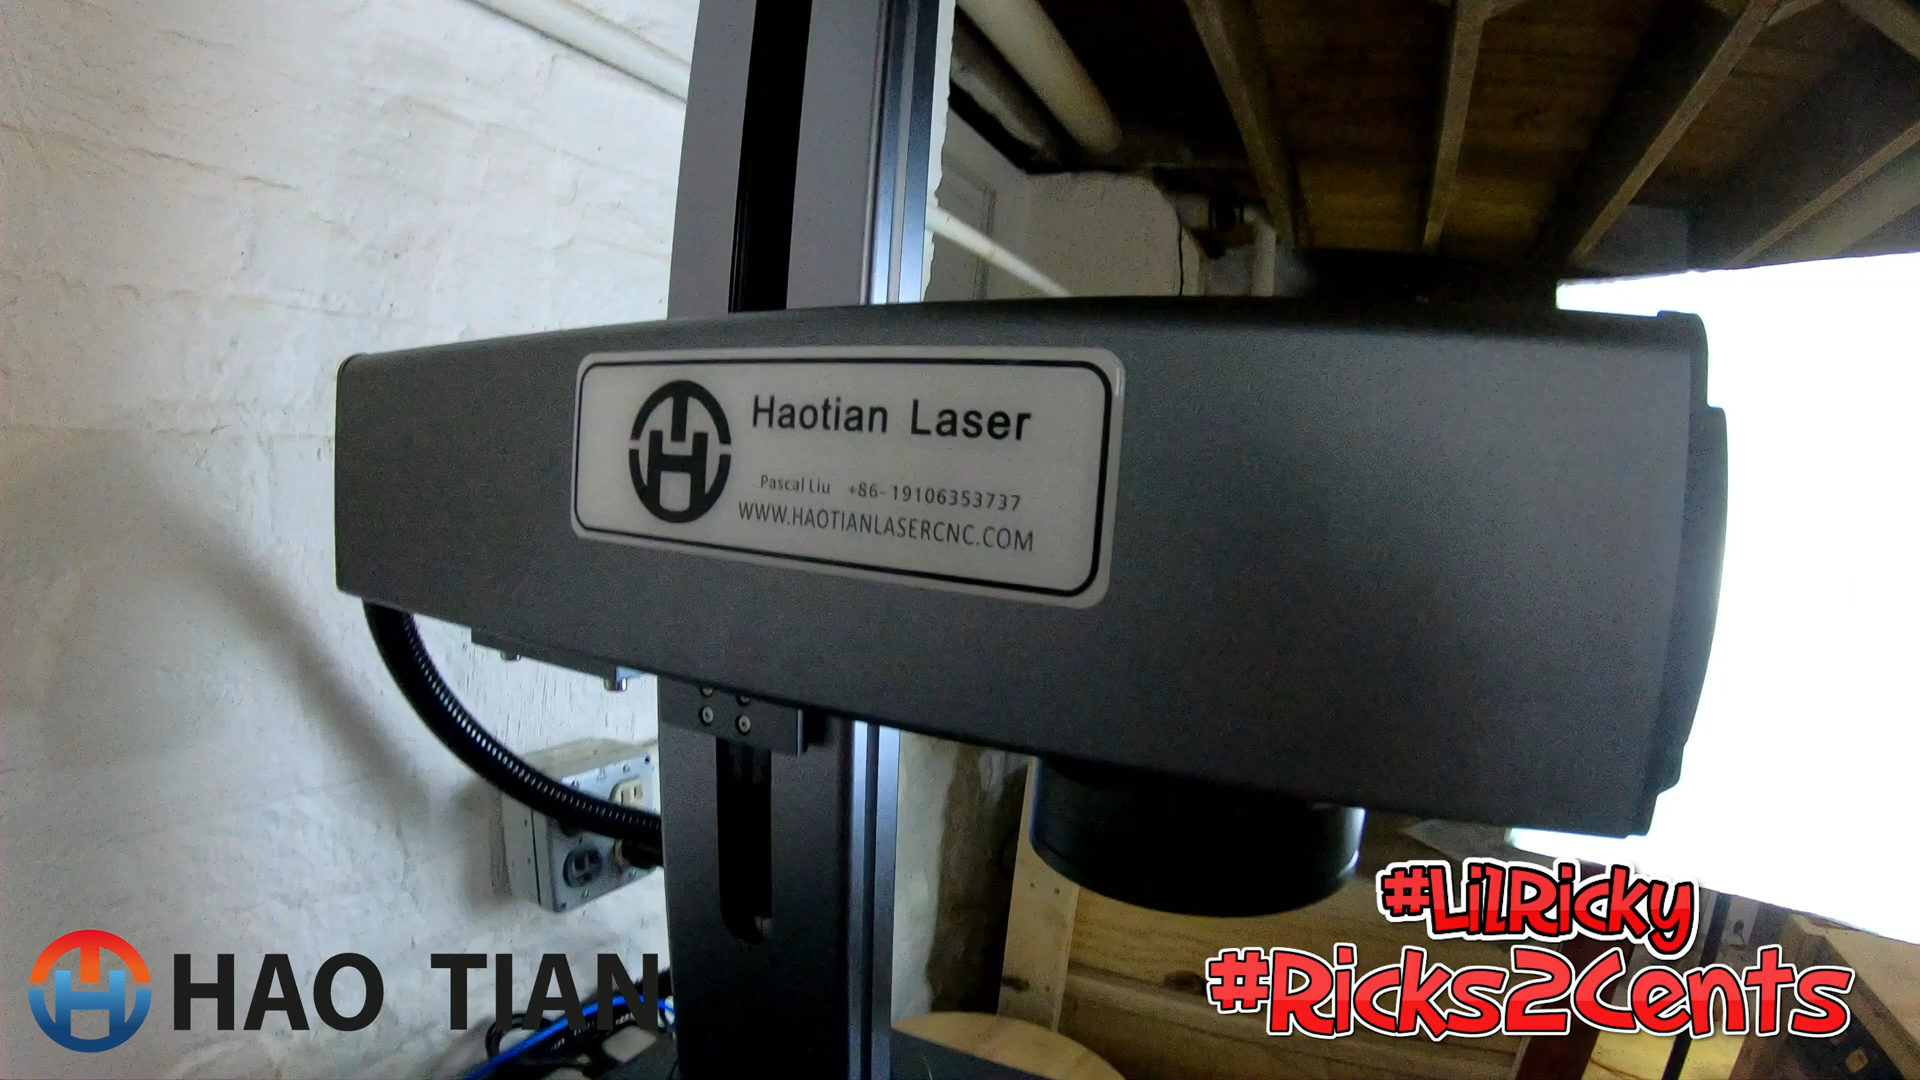 Haotian Laser
Pascal Liu +86-19106353737
WWW.HAOTIANLASERCNC.COM
HAO TIAN
#LilRicky
#Ricks2Cents